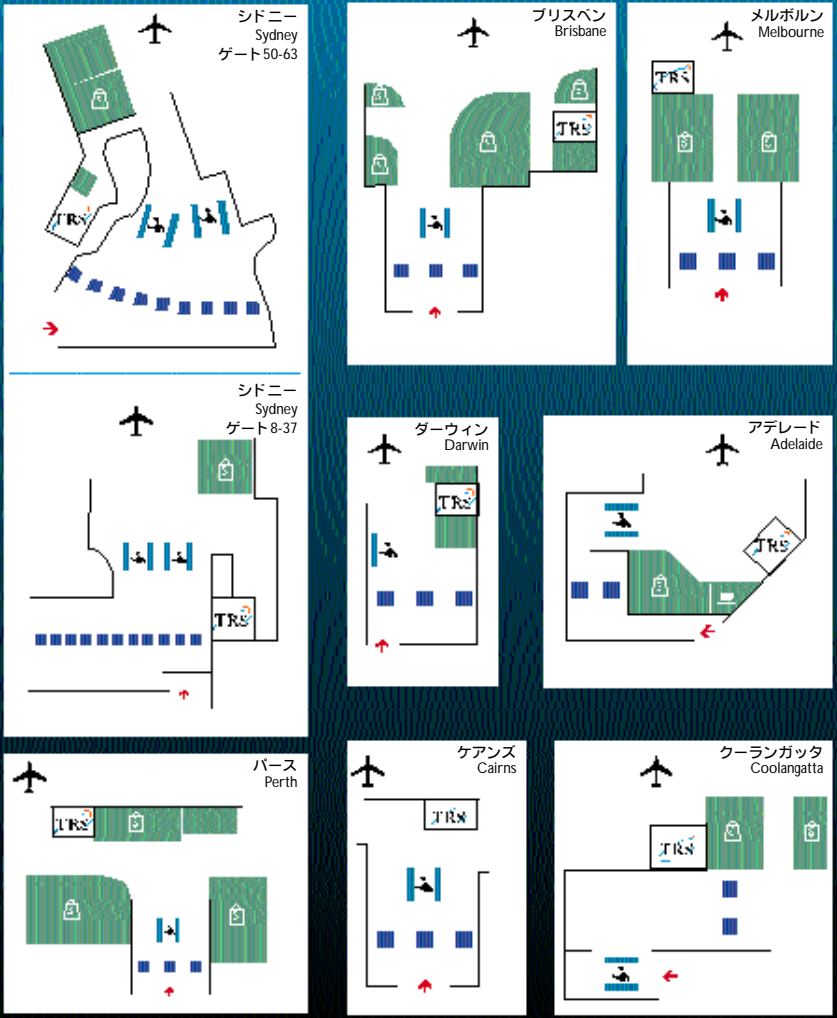 シドニー
Sydney
ゲート50-63
TRS
ブリスベン
Brisbane
TRS
メルボルン
Melbourne
TRS
シドニー
Sydney
ゲート8-37
TRS
ダーウィン
Darwin
TRS
アデレード
Adelaide
TRS
パース
Perth
TRS
ケアンズ
Cairns
TRS
クーランガッタ
Coolangatta
TRS